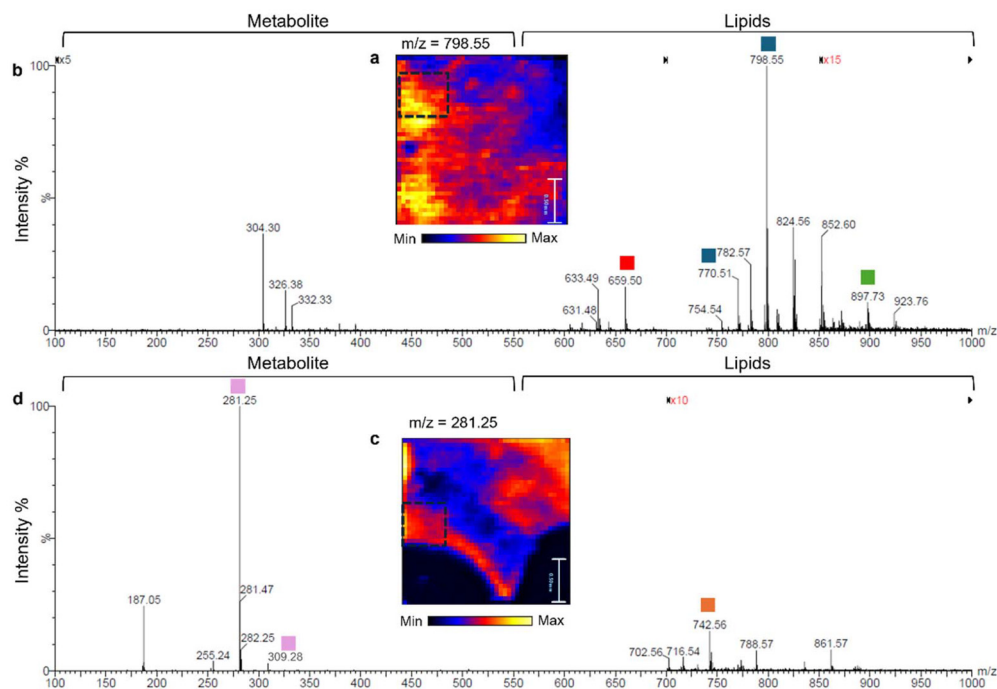 Metabolite Lipids
m/z = 798.55
a
b
x5
x15
798.55
100
304.30
326.38
332.33
633.49
631.48
659.50
754.54
770.51
782.57
824.56
852.60
897.73
923.76
Min Max
50
Intensity %
0
100 150 200 250 300 350 400 450 500 550 600 650 700 750 800 850 900 950 1000 m/z
Metabolite Lipids
m/z = 281.25
c
d
x10
281.25
100
187.05
255.24
281.47
282.25
309.28
702.56 716.54
742.56
788.57
861.57
Min Max
50
Intensity %
0
100 150 200 250 300 350 400 450 500 550 600 650 700 750 800 850 900 950 1000 m/z